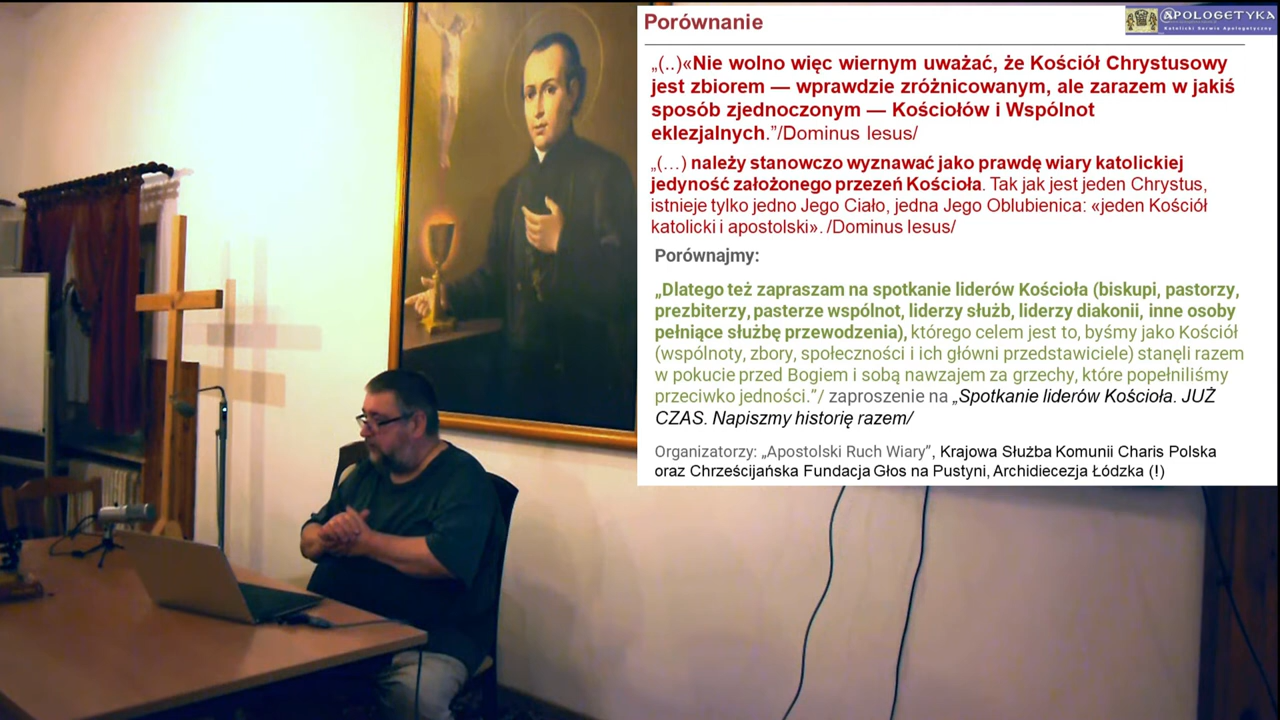 Porównanie
@POLOGETYKA
Katolicki Serwis Apologetyczny
„(..)«Nie wolno więc wiernym uważać, że Kościół Chrystusowy
jest zbiorem — wprawdzie zróżnicowanym, ale zarazem w jakiś
sposób zjednoczonym — Kościołów i Wspólnot
eklezjalnych.”/Dominus Iesus/
„(…) należy stanowczo wyznawać jako prawdę wiary katolickiej
jedyność założonego przezeń Kościoła. Tak jak jest jeden Chrystus,
istnieje tylko jedno Jego Ciało, jedna Jego Oblubienica: «jeden Kościół
katolicki i apostolski». /Dominus Iesus/
Porównajmy:
„Dlatego też zapraszam na spotkanie liderów Kościoła (biskupi, pastorzy,
prezbiterzy, pasterze wspólnot, liderzy służb, liderzy diakonii, inne osoby
pełniące służbę przewodzenia), którego celem jest to, byśmy jako Kościół
(wspólnoty, zbory, społeczności i ich główni przedstawiciele) stanęli razem
w pokucie przed Bogiem i sobą nawzajem za grzechy, które popełniliśmy
przeciwko jedności.”/ zaproszenie na „Spotkanie liderów Kościoła. JUŻ
CZAS. Napiszmy historię razem/
Organizatorzy: „Apostolski Ruch Wiary”, Krajowa Służba Komunii Charis Polska
oraz Chrześcijańska Fundacja Głos na Pustyni, Archidiecezja Łódzka (!)